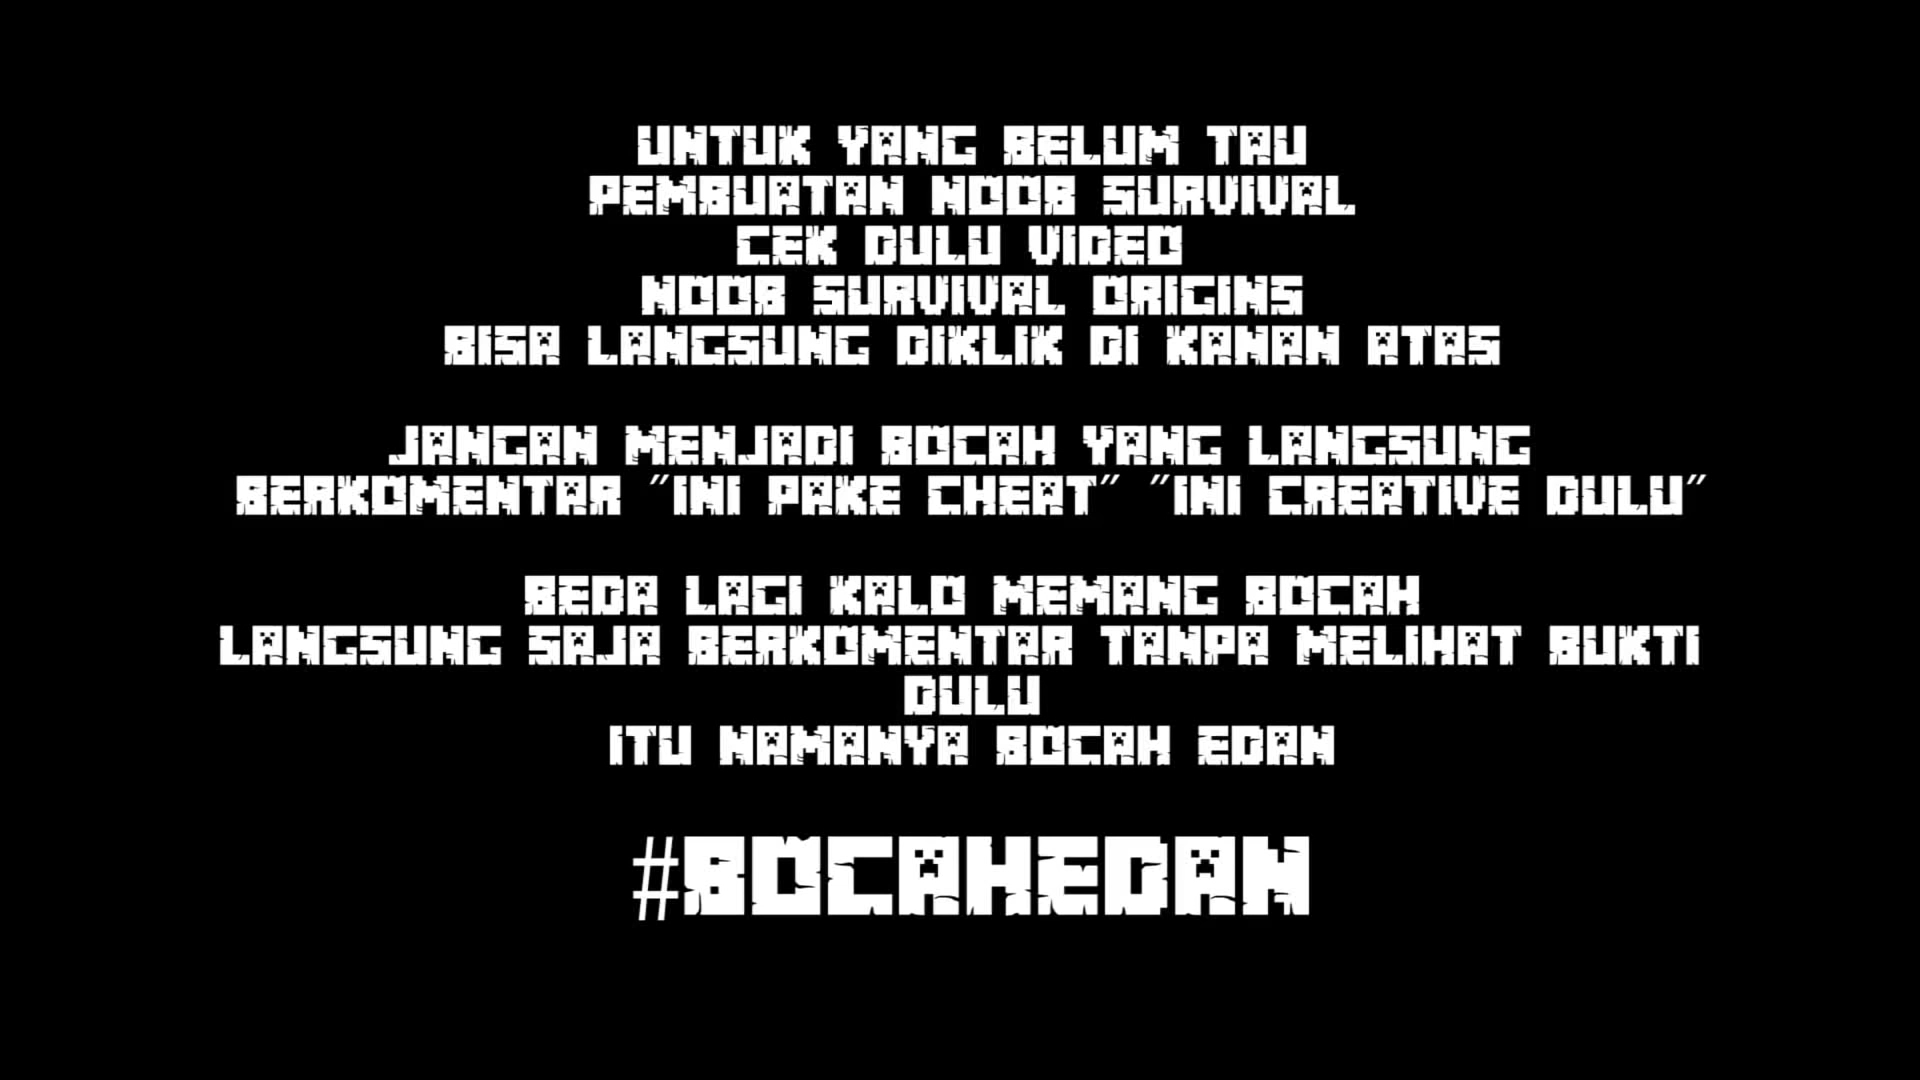 UNTUK YANG BELUM TAU
PEMBUATAN NOOB SURVIVAL
CEK DULU VIDEO
NOOB SURVIVAL ORIGINS
BISA LANGSUNG DIKLIK DI KANAN ATAS
JANGAN MENJADI BOCAH YANG LANGSUNG
BERKOMENTAR "INI PAKE CHEAT" "INI CREATIVE DULU"
BEDA LAGI KALO MEMANG BOCAH
LANGSUNG SAJA BERKOMENTAR TANPA MELIHAT BUKTI
DULU
ITU NAMANYA BOCAH EDAN
#BOCAHEDAN